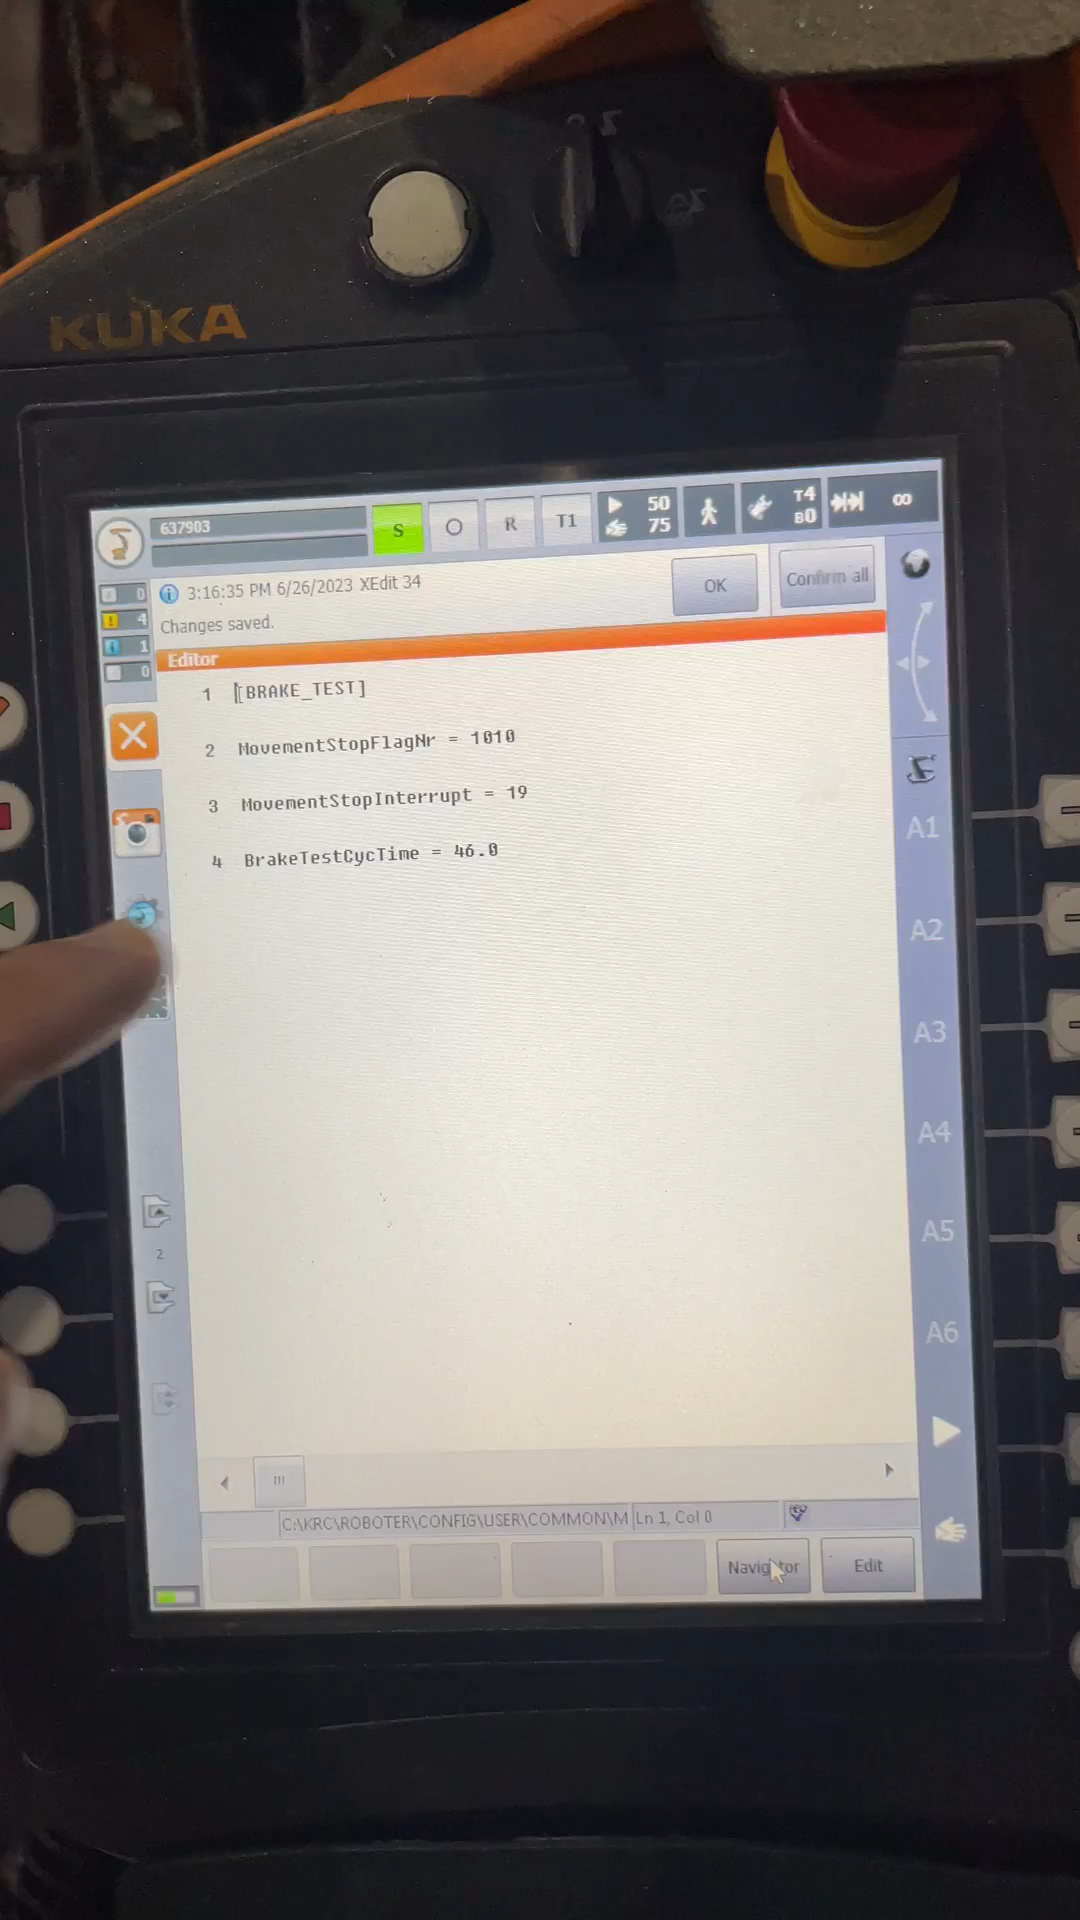 KUKA
637903
S O R T1 50 75 T4 B0 ∞
0 3:16:35 PM 6/26/2023 XEdit 34 OK Confirm all
4 Changes saved.
1
0
Editor
1 [BRAKE_TEST]
2 MovementStopFlagNr = 1010
3 MovementStopInterrupt = 19
4 BrakeTestCycTime = 46.0
A1
A2
A3
A4
A5
A6
2
C:\KRC\ROBOTER\CONFIG\USER\COMMON\M Ln 1, Col 0
Navigator Edit